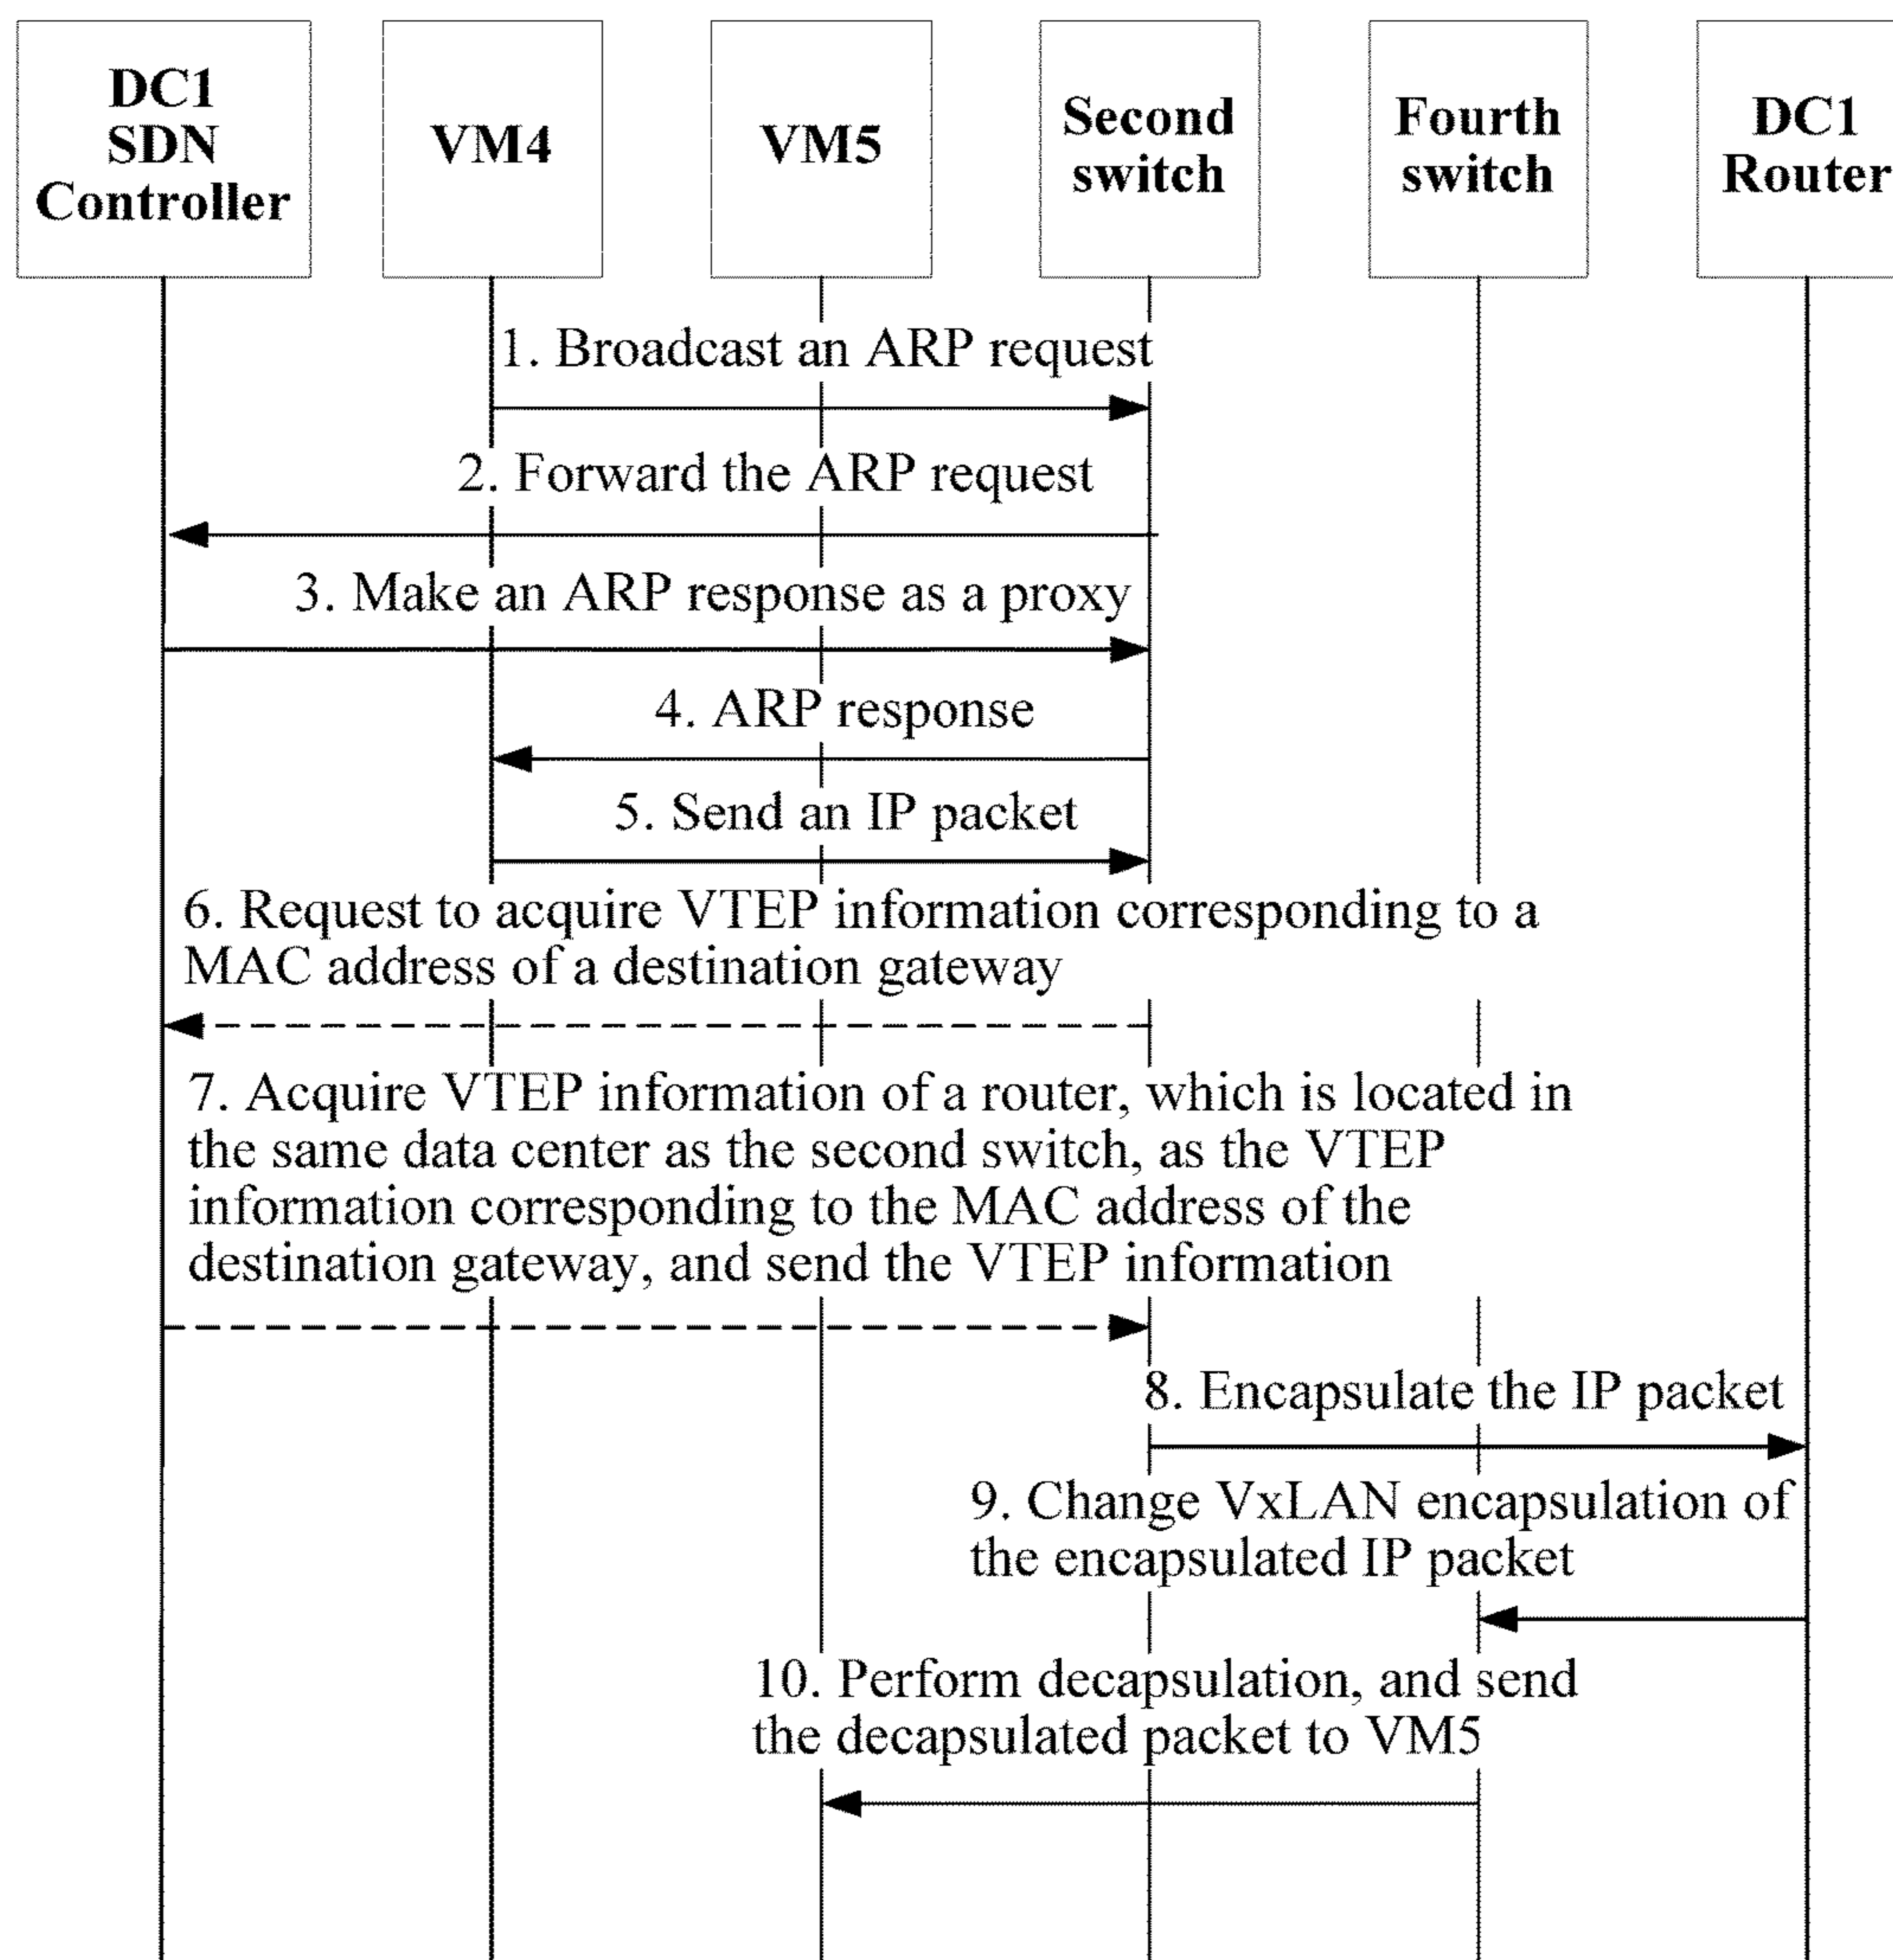 DC1
SDN
Controller
VM4
VM5
Second
switch
Fourth
switch
DC1
Router
1. Broadcast an ARP request
2. Forward the ARP request
3. Make an ARP response as a proxy
4. ARP response
5. Send an IP packet
6. Request to acquire VTEP information corresponding to a
MAC address of a destination gateway
7. Acquire VTEP information of a router, which is located in
the same data center as the second switch, as the VTEP
information corresponding to the MAC address of the
destination gateway, and send the VTEP information
8. Encapsulate the IP packet
9. Change VxLAN encapsulation of
the encapsulated IP packet
10. Perform decapsulation, and send
the decapsulated packet to VM5